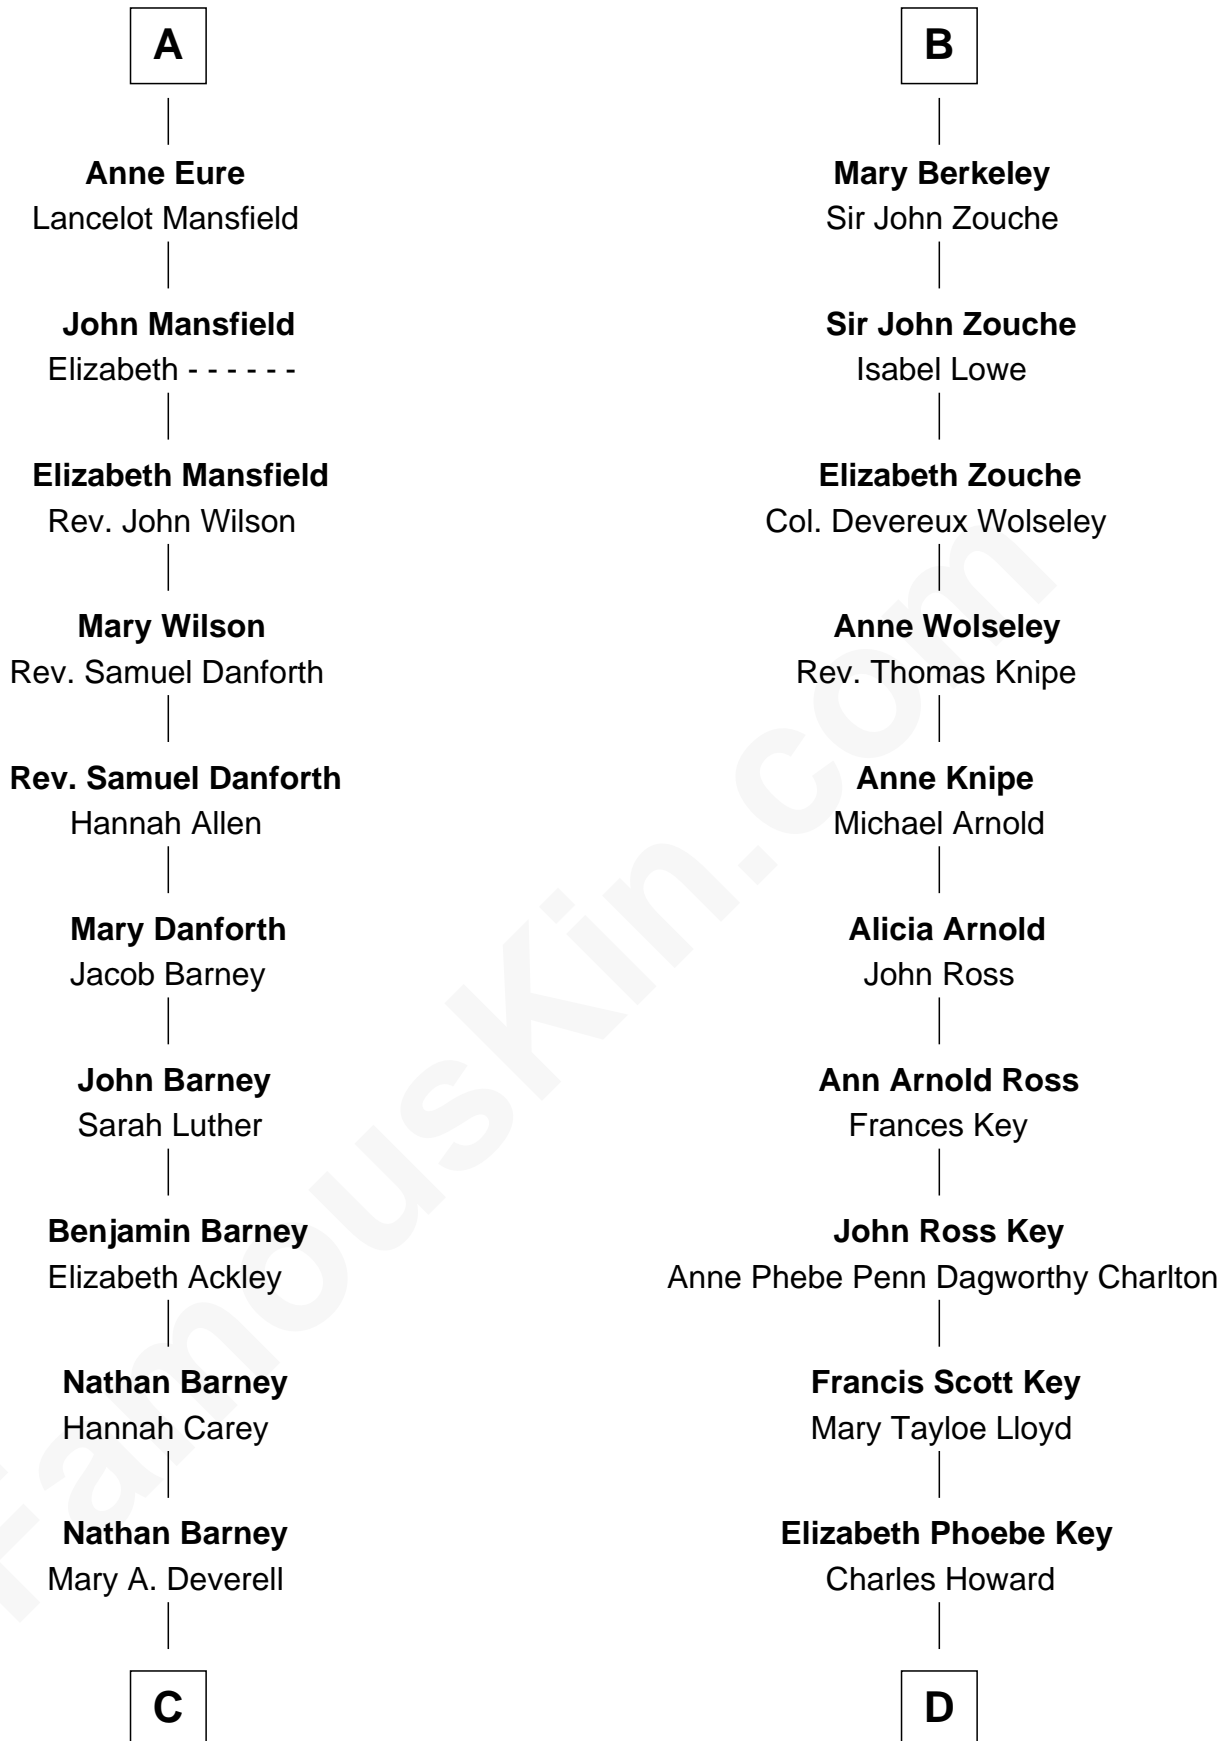 A
Anne Eure
Lancelot Mansfield
John Mansfield
Elizabeth - - - - - -
Elizabeth Mansfield
Rev. John Wilson
Mary Wilson
Rev. Samuel Danforth
Rev. Samuel Danforth
Hannah Allen
Mary Danforth
Jacob Barney
John Barney
Sarah Luther
Benjamin Barney
Elizabeth Ackley
Nathan Barney
Hannah Carey
Nathan Barney
Mary A. Deverell
C
B
Mary Berkeley
Sir John Zouche
Sir John Zouche
Isabel Lowe
Elizabeth Zouche
Col. Devereux Wolseley
Anne Wolseley
Rev. Thomas Knipe
Anne Knipe
Michael Arnold
Alicia Arnold
John Ross
Ann Arnold Ross
Frances Key
John Ross Key
Anne Phebe Penn Dagworthy Charlton
Francis Scott Key
Mary Tayloe Lloyd
Elizabeth Phoebe Key
Charles Howard
D
FamousKin.com